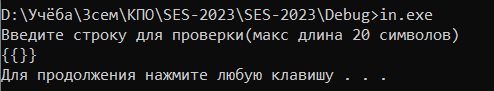 D:\Учёба\3сем\КПО\SES-2023\SES-2023\Debug>in.exe
Введите строку для проверки(макс длина 20 символов)
{{}}
Для продолжения нажмите любую клавишу . . .